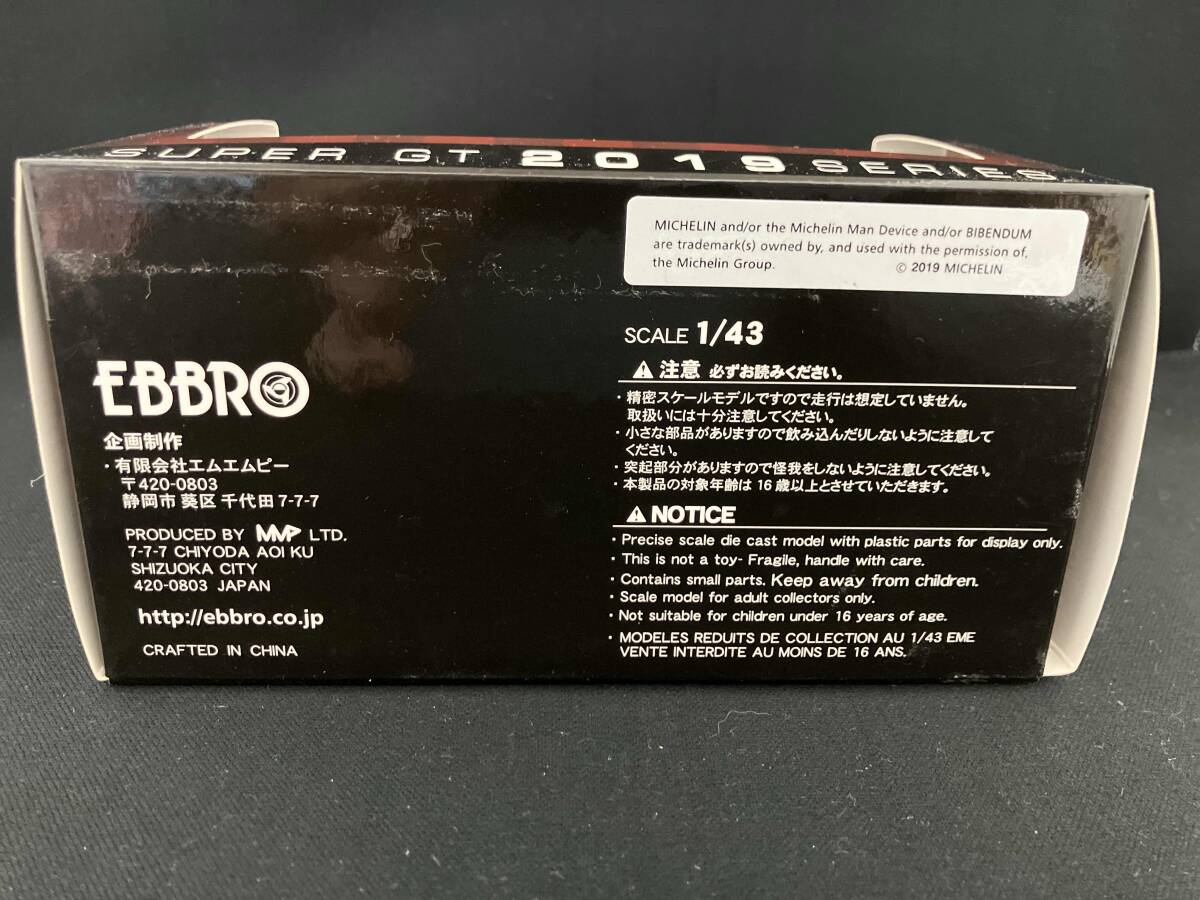 SUPER GT 2019 SERIES
MICHELIN and/or the Michelin Man Device and/or BIBENDUM
are trademark(s) owned by, and used with the permission of,
the Michelin Group. © 2019 MICHELIN
SCALE 1/43
⚠ 注意 必ずお読みください。
・精密スケールモデルですので走行は想定していません。
取扱いには十分注意してください。
・小さな部品がありますので飲み込んだりしないように注意して
ください。
・突起部分がありますので怪我をしないように注意してください。
・本製品の対象年齢は16歳以上とさせていただきます。
⚠ NOTICE
・Precise scale die cast model with plastic parts for display only.
・This is not a toy- Fragile, handle with care.
・Contains small parts. Keep away from children.
・Scale model for adult collectors only.
・Not suitable for children under 16 years of age.
・MODELES REDUITS DE COLLECTION AU 1/43 EME
VENTE INTERDITE AU MOINS DE 16 ANS.
EBBRO
企画制作
・有限会社エムエムピー
〒420-0803
静岡市 葵区 千代田7-7-7
PRODUCED BY MMP LTD.
7-7-7 CHIYODA AOI KU
SHIZUOKA CITY
420-0803 JAPAN
http://ebbro.co.jp
CRAFTED IN CHINA